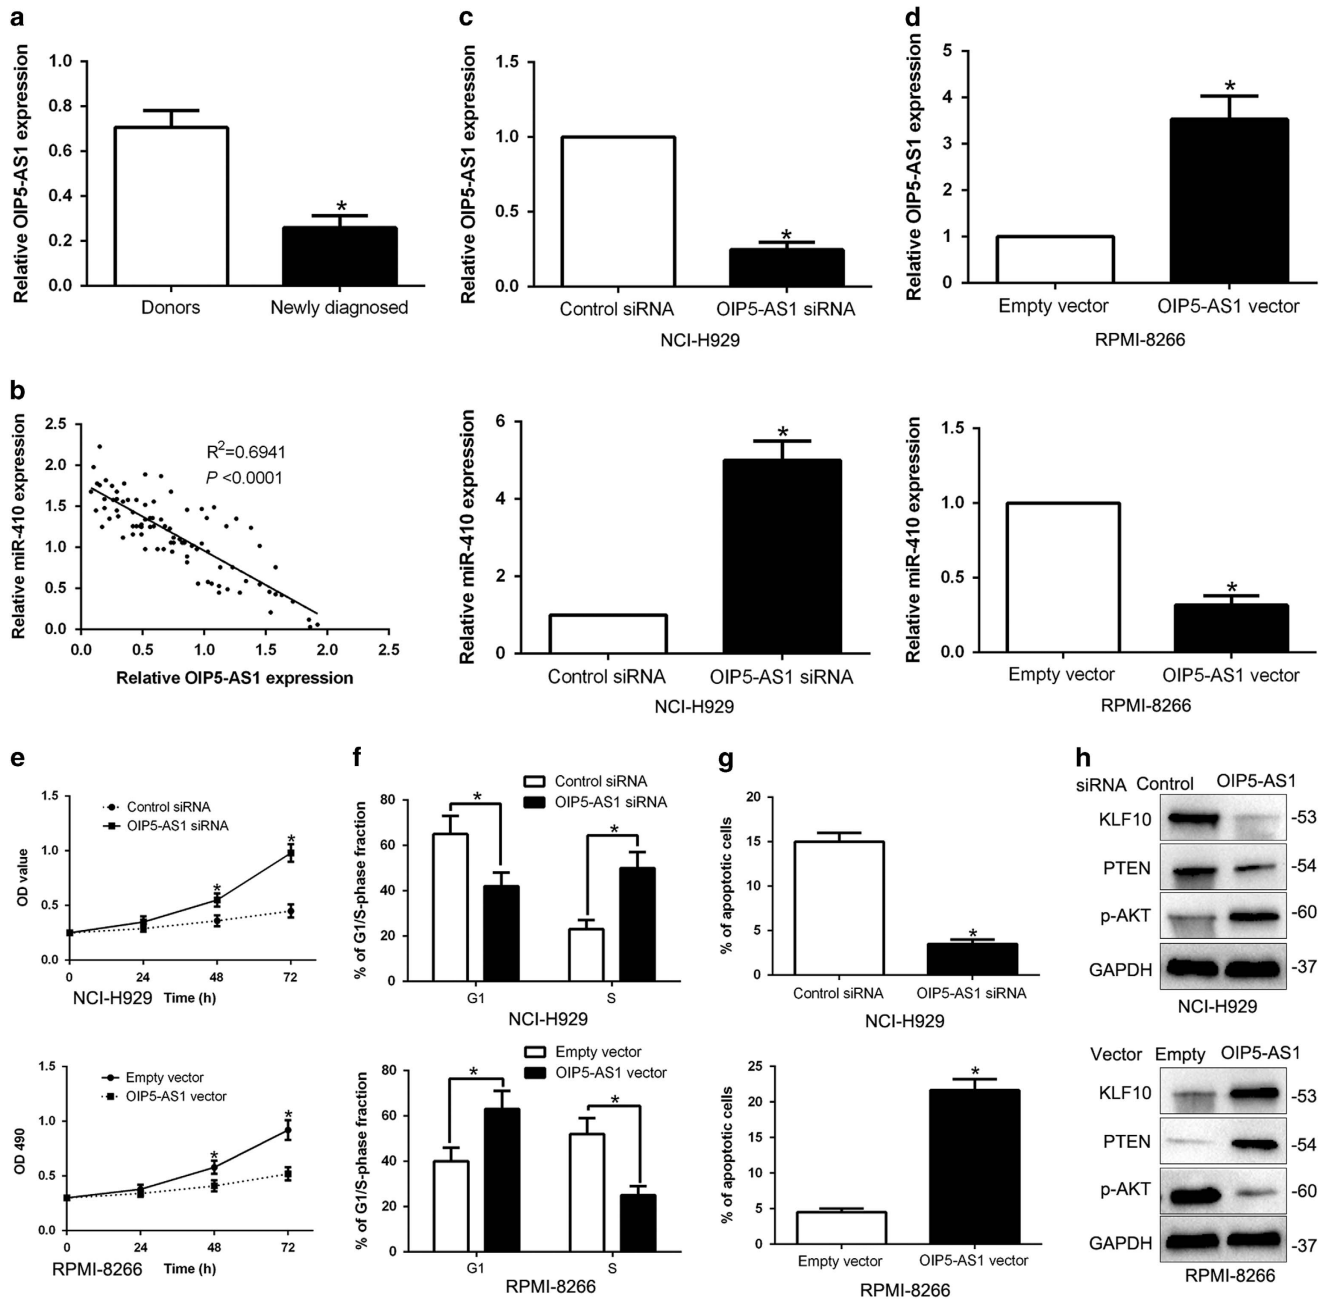 a
Relative OIP5-AS1 expression
1.0
0.8
0.6
0.4
0.2
0.0
*
Donors
Newly diagnosed
c
Relative OIP5-AS1 expression
1.5
1.0
0.5
0.0
*
Control siRNA
OIP5-AS1 siRNA
NCI-H929
d
Relative OIP5-AS1 expression
5
4
3
2
1
0
*
Empty vector
OIP5-AS1 vector
RPMI-8266
b
Relative miR-410 expression
2.5
2.0
1.5
1.0
0.5
0.0
R2=0.6941
P <0.0001
0.0 0.5 1.0 1.5 2.0 2.5
Relative OIP5-AS1 expression
Relative miR-410 expression
6
4
2
0
*
Control siRNA
OIP5-AS1 siRNA
NCI-H929
Relative miR-410 expression
1.5
1.0
0.5
0.0
*
Empty vector
OIP5-AS1 vector
RPMI-8266
e
OD value
1.5
1.0
0.5
0.0
Control siRNA
OIP5-AS1 siRNA
*
*
0 24 48 72
NCI-H929 Time (h)
OD490
1.5
1.0
0.5
0.0
Empty vector
OIP5-AS1 vector
*
*
0 24 48 72
RPMI-8266 Time (h)
f
Control siRNA
OIP5-AS1 siRNA
% of G1/S-phase fraction
80
60
40
20
0
*
*
G1 S
NCI-H929
Empty vector
OIP5-AS1 vector
% of G1/S-phase fraction
80
60
40
20
0
*
*
G1 S
RPMI-8266
g
% of apoptotic cells
20
15
10
5
0
*
Control siRNA
OIP5-AS1 siRNA
NCI-H929
% of apoptotic cells
25
20
15
10
5
0
*
Empty vector
OIP5-AS1 vector
RPMI-8266
h
siRNA Control OIP5-AS1
KLF10 -53
PTEN -54
p-AKT -60
GAPDH -37
NCI-H929
Vector Empty OIP5-AS1
KLF10 -53
PTEN -54
p-AKT -60
GAPDH -37
RPMI-8266